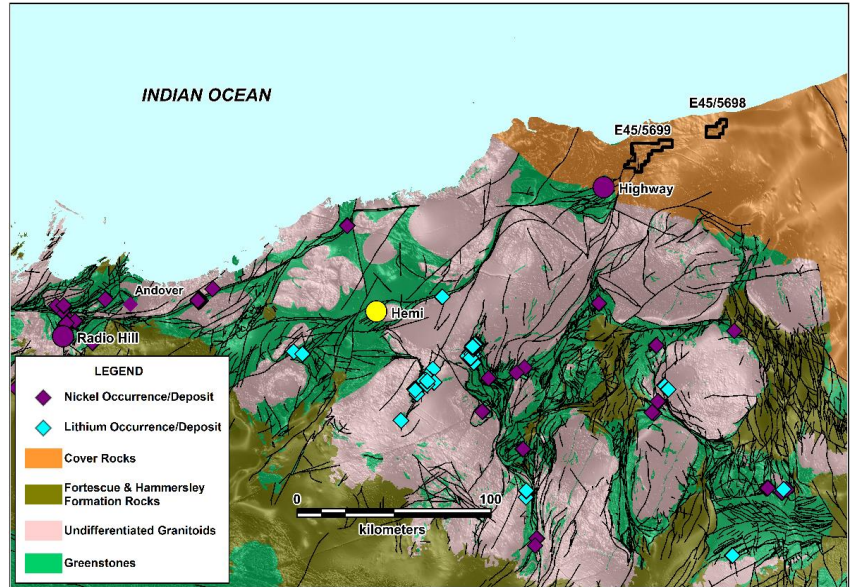 INDIAN OCEAN
E45/5698
E45/5699
Highway
Andover
Hemi
Radio Hill
LEGEND
Nickel Occurrence/Deposit
Lithium Occurrence/Deposit
Cover Rocks
Fortescue & Hammersley
Formation Rocks
Undifferentiated Granitoids
Greenstones
0 100
kilometers